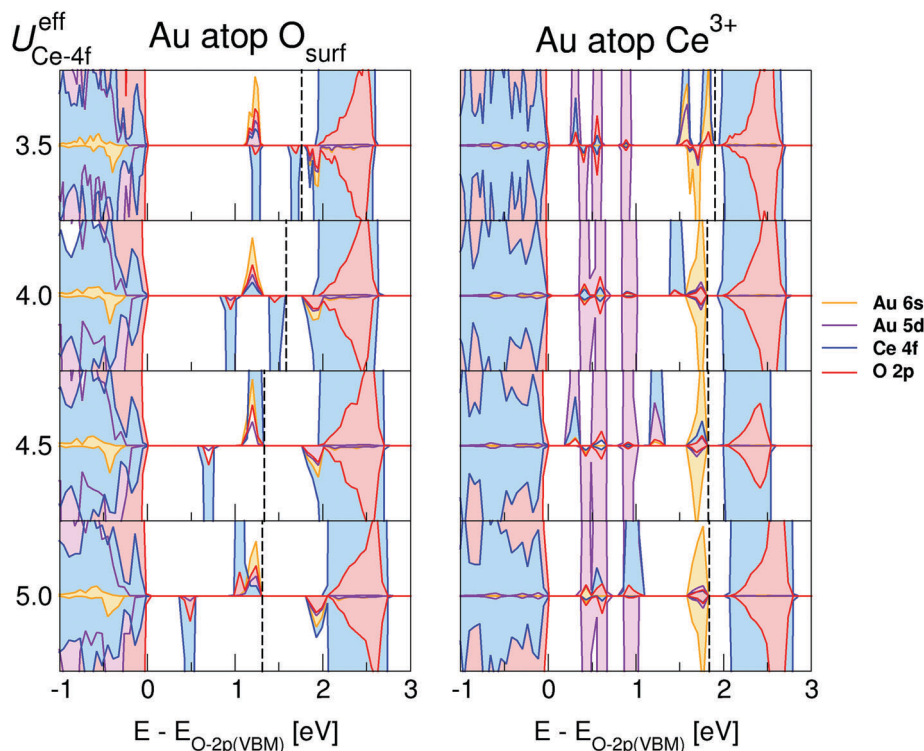 U^eff_Ce-4f
Au atop O_surf
Au atop Ce^3+
3.5
4.0
4.5
5.0
Au 6s
Au 5d
Ce 4f
O 2p
-1 0 1 2 3
-1 0 1 2 3
E - E_O-2p(VBM) [eV]
E - E_O-2p(VBM) [eV]